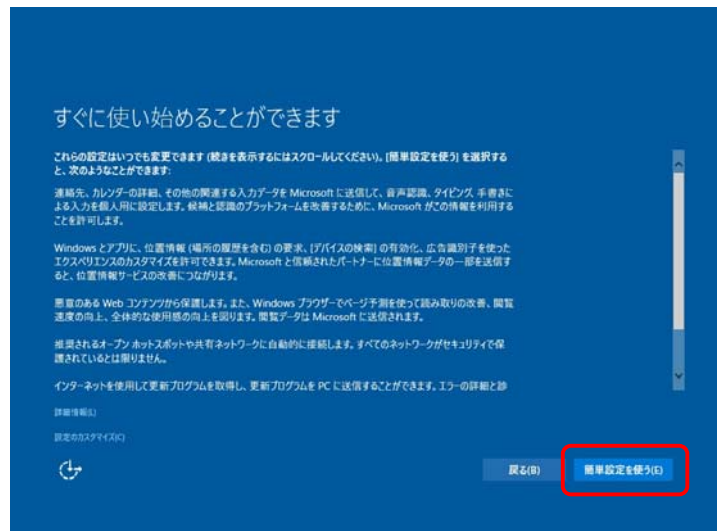 すぐに使い始めることができます
これらの設定はいつでも変更できます (続きを表示するにはスクロールしてください)。[簡単設定を使う] を選択する
と、次のようなことができます:
連絡先、カレンダーの詳細、その他の関連する入力データを Microsoft に送信して、音声認識、タイピング、手書きに
よる入力を個人用に設定します。候補と認識のプラットフォームを改善するために、Microsoft がこの情報を利用する
ことを許可します。
Windows とアプリに、位置情報 (場所の履歴を含む) の要求、[デバイスの検索] の有効化、広告識別子を使った
エクスペリエンスのカスタマイズを許可できます。Microsoft と信頼されたパートナーに位置情報データの一部を送信す
ると、位置情報サービスの改善につながります。
悪意のある Web コンテンツから保護します。また、Windows ブラウザーでページ予測を使って読み取りの改善、閲覧
速度の向上、全体的な使用感の向上を図ります。閲覧データは Microsoft に送信されます。
推奨されるオープン ホットスポットや共有ネットワークに自動的に接続します。すべてのネットワークがセキュリティで保
護されているとは限りません。
インターネットを使用して更新プログラムを取得し、更新プログラムを PC に送信することができます。エラーの詳細と診
詳細情報(L)
設定のカスタマイズ(C)
戻る(B)
簡単設定を使う(E)